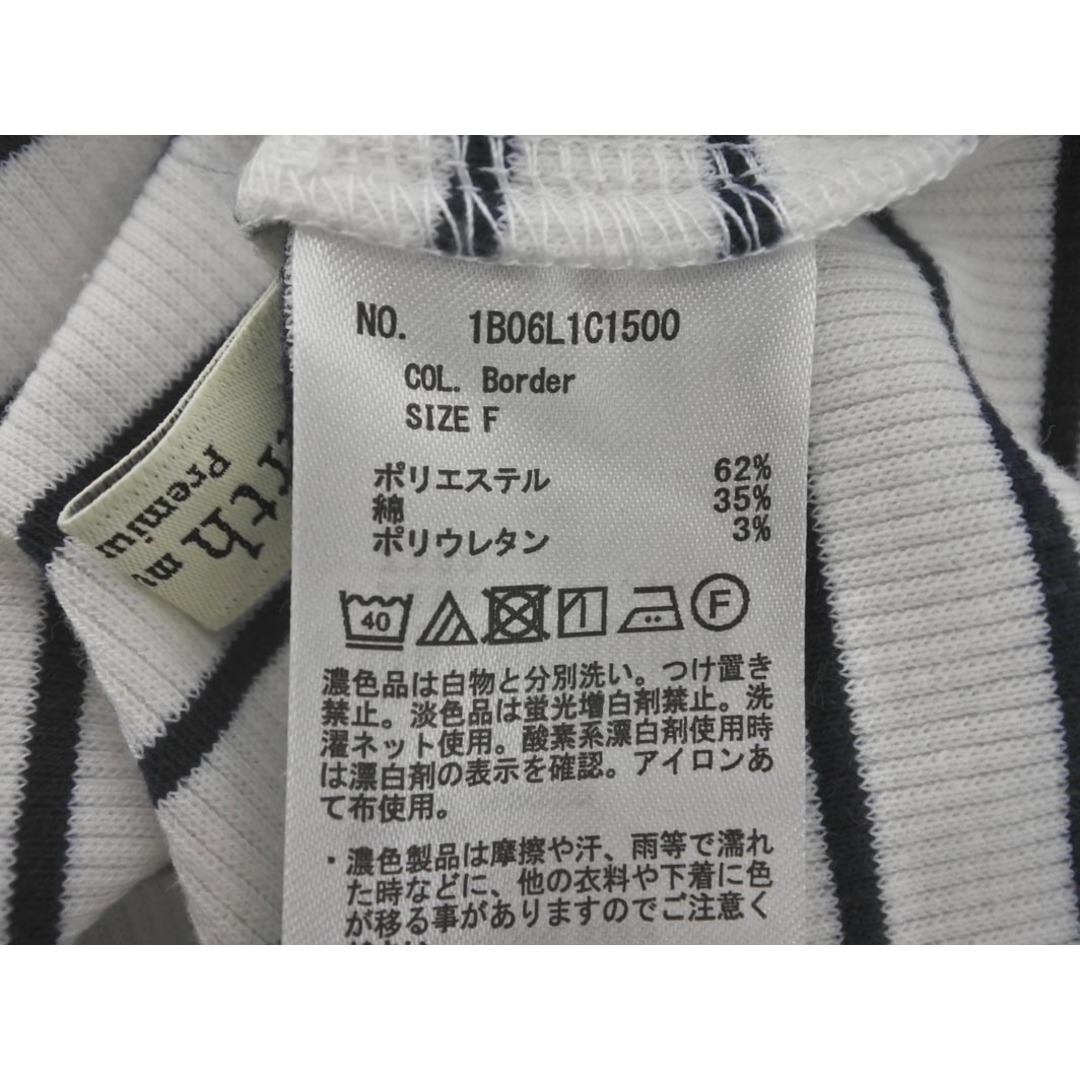 NO. 1B06L1C1500
COL. Border
SIZE F
ポリエステル 62%
綿 35%
ポリウレタン 3%
40
F
濃色品は白物と分別洗い。つけ置き
禁止。淡色品は蛍光増白剤禁止。洗
濯ネット使用。酸素系漂白剤使用時
は漂白剤の表示を確認。アイロンあ
て布使用。
・濃色製品は摩擦や汗、雨等で濡れ
た時などに、他の衣料や下着に色
が移る事がありますのでご注意く